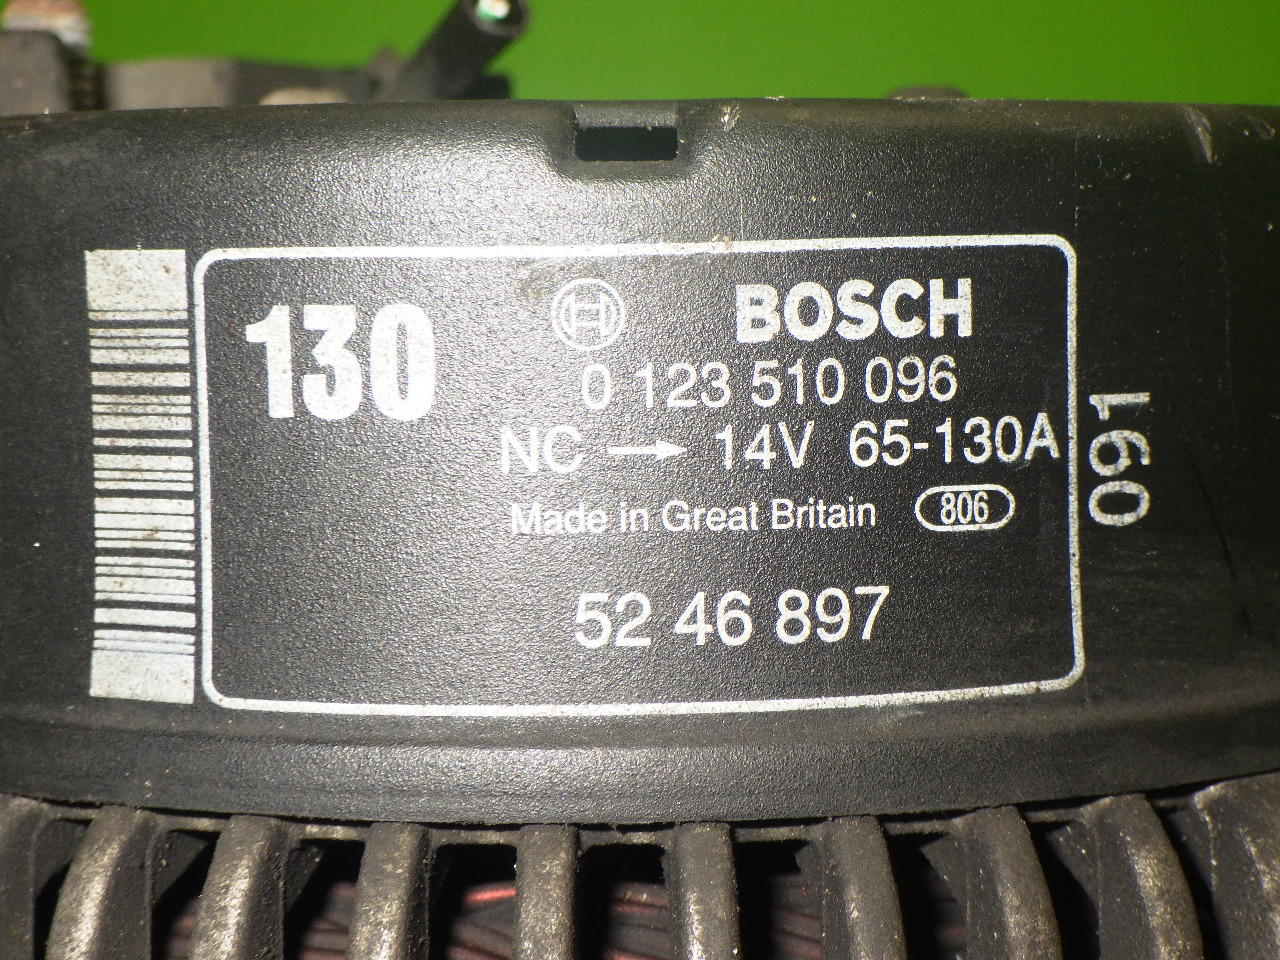 130
BOSCH
0 123 510 096
NC → 14V 65-130A
Made in Great Britain 806
52 46 897
091